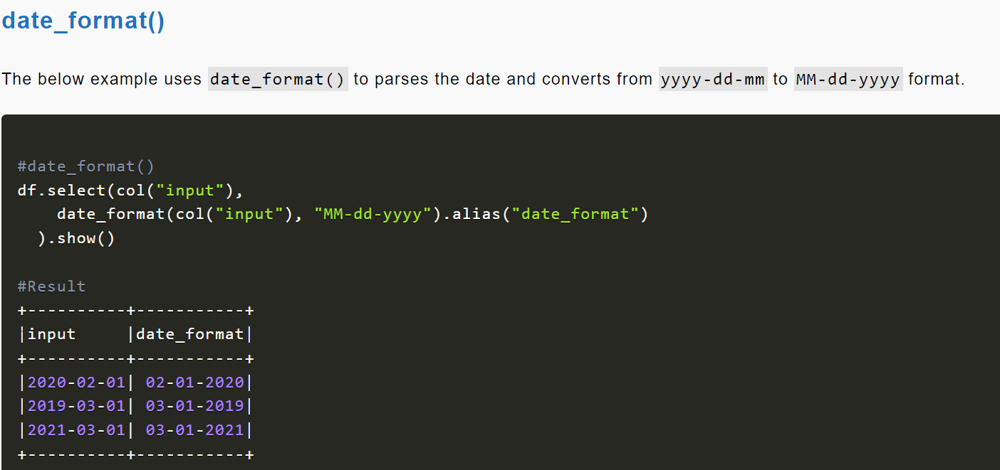 date_format()
The below example uses date_format() to parses the date and converts from yyyy-dd-mm to MM-dd-yyyy format.
#date_format()
df.select(col("input"),
    date_format(col("input"), "MM-dd-yyyy").alias("date_format")
  ).show()
#Result
+----------+-----------+
|input     |date_format|
+----------+-----------+
|2020-02-01| 02-01-2020|
|2019-03-01| 03-01-2019|
|2021-03-01| 03-01-2021|
+----------+-----------+